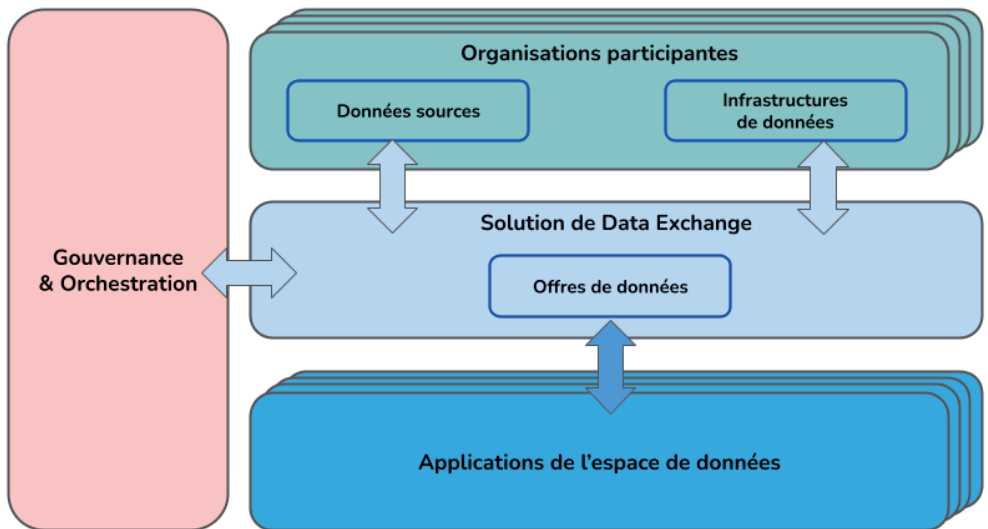 Organisations participantes
Données sources
Infrastructures
de données
Solution de Data Exchange
Gouvernance
& Orchestration
Offres de données
Applications de l'espace de données